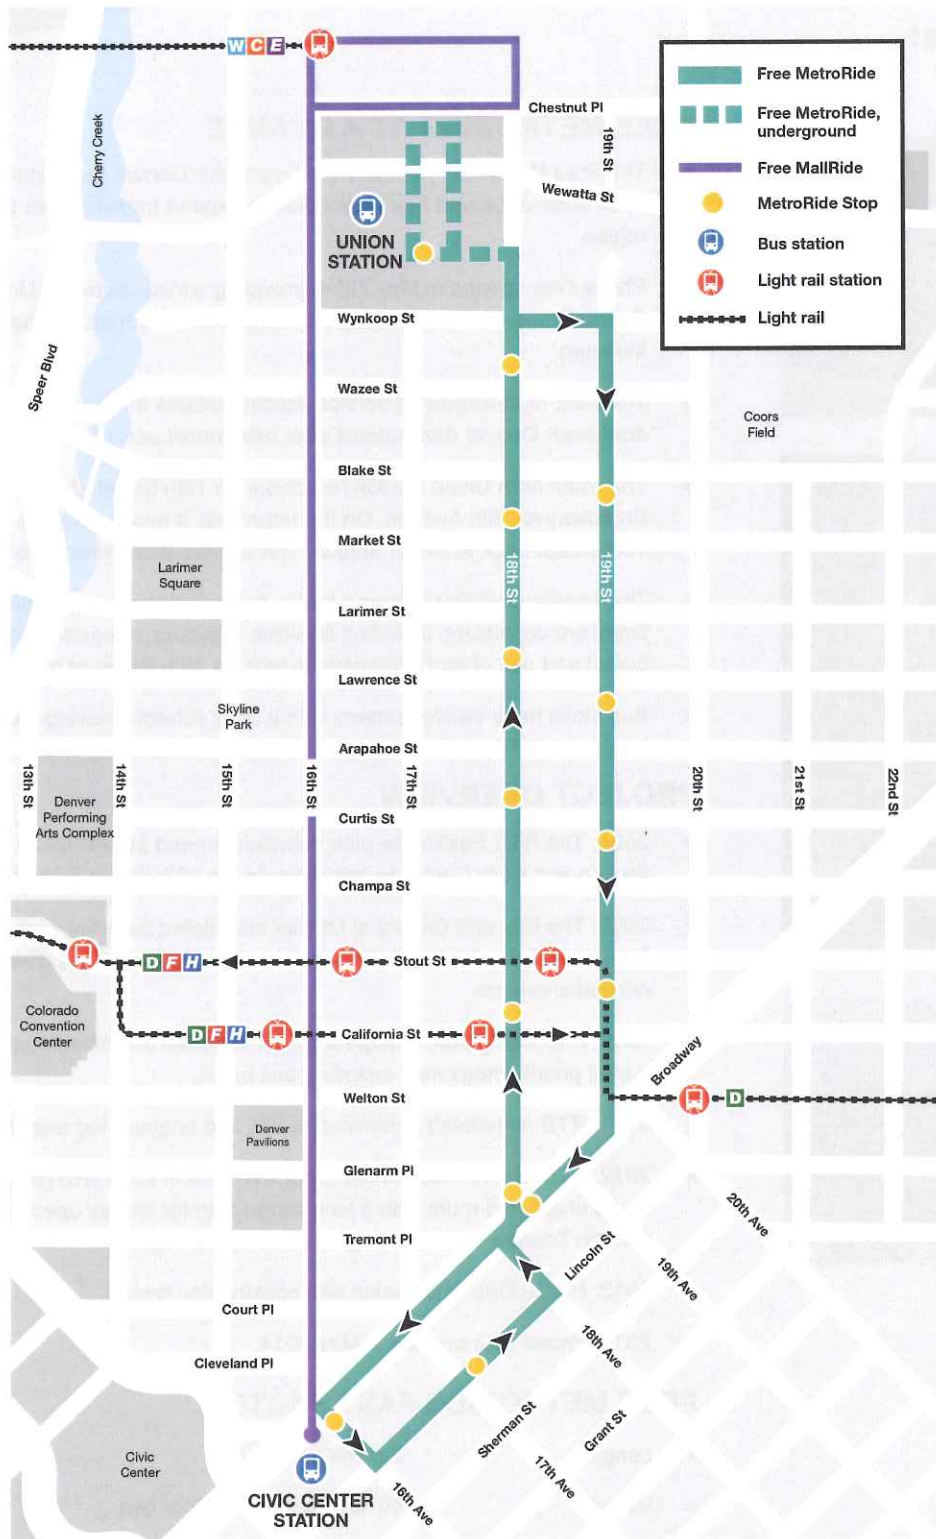 W C E
Free MetroRide
Free MetroRide,
underground
Free MallRide
MetroRide Stop
Bus station
Light rail station
Light rail
Chestnut Pl
Cherry Creek
19th St
Wewatta St
UNION
STATION
Wynkoop St
Speer Blvd
Wazee St
Coors
Field
Blake St
Market St
18th St
19th St
Larimer
Square
Larimer St
Lawrence St
Skyline
Park
Arapahoe St
13th St
14th St
15th St
16th St
17th St
20th St
21st St
22nd St
Denver
Performing
Arts Complex
Curtis St
Champa St
D F H
Stout St
Colorado
Convention
Center
D F H
California St
Broadway
Welton St
D
Denver
Pavilions
Glenarm Pl
Tremont Pl
20th Ave
Lincoln St
19th Ave
Court Pl
18th Ave
Cleveland Pl
Sherman St
Grant St
17th Ave
Civic
Center
16th Ave
CIVIC CENTER
STATION